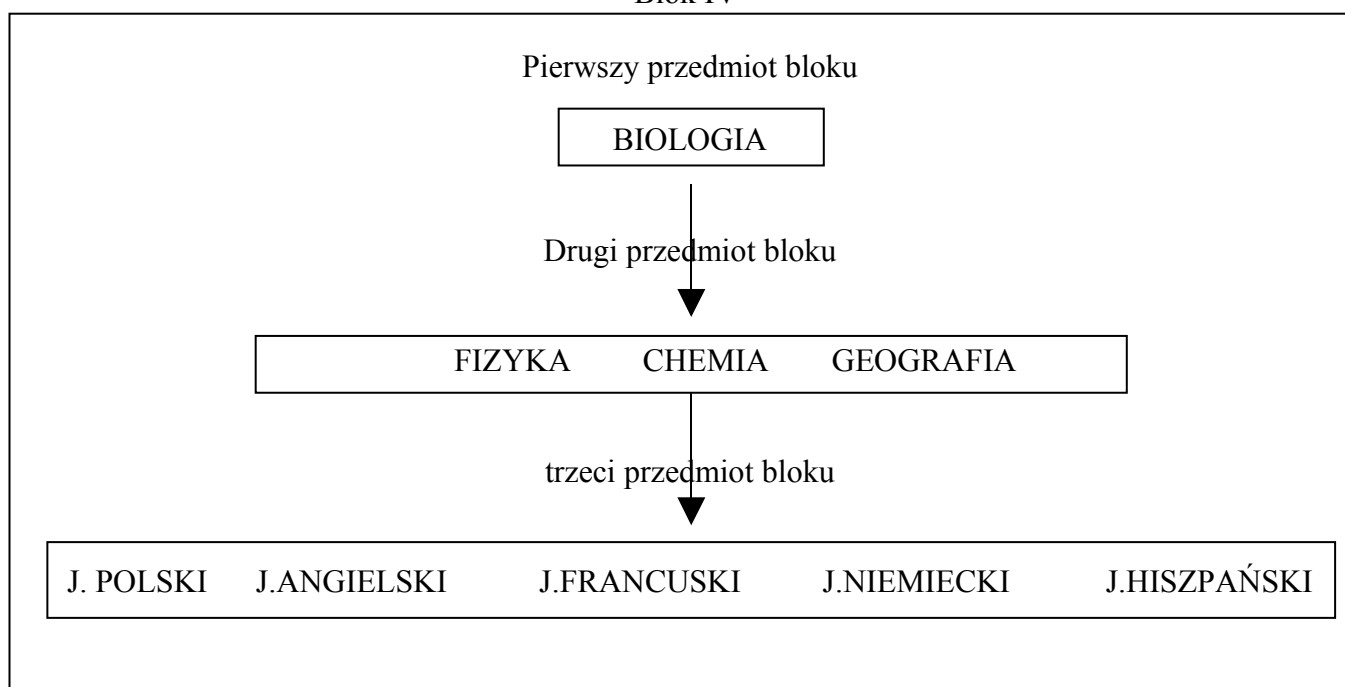 Pierwszy przedmiot bloku
BIOLOGIA
Drugi przedmiot bloku
FIZYKA CHEMIA GEOGRAFIA
trzeci przedmiot bloku
J. POLSKI J.ANGIELSKI J.FRANCUSKI J.NIEMIECKI J.HISZPAŃSKI